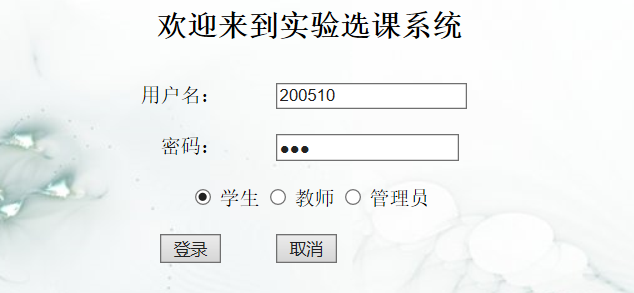 欢迎来到实验选课系统
用户名: 200510
密码: ●●●
学生 教师 管理员
登录 取消